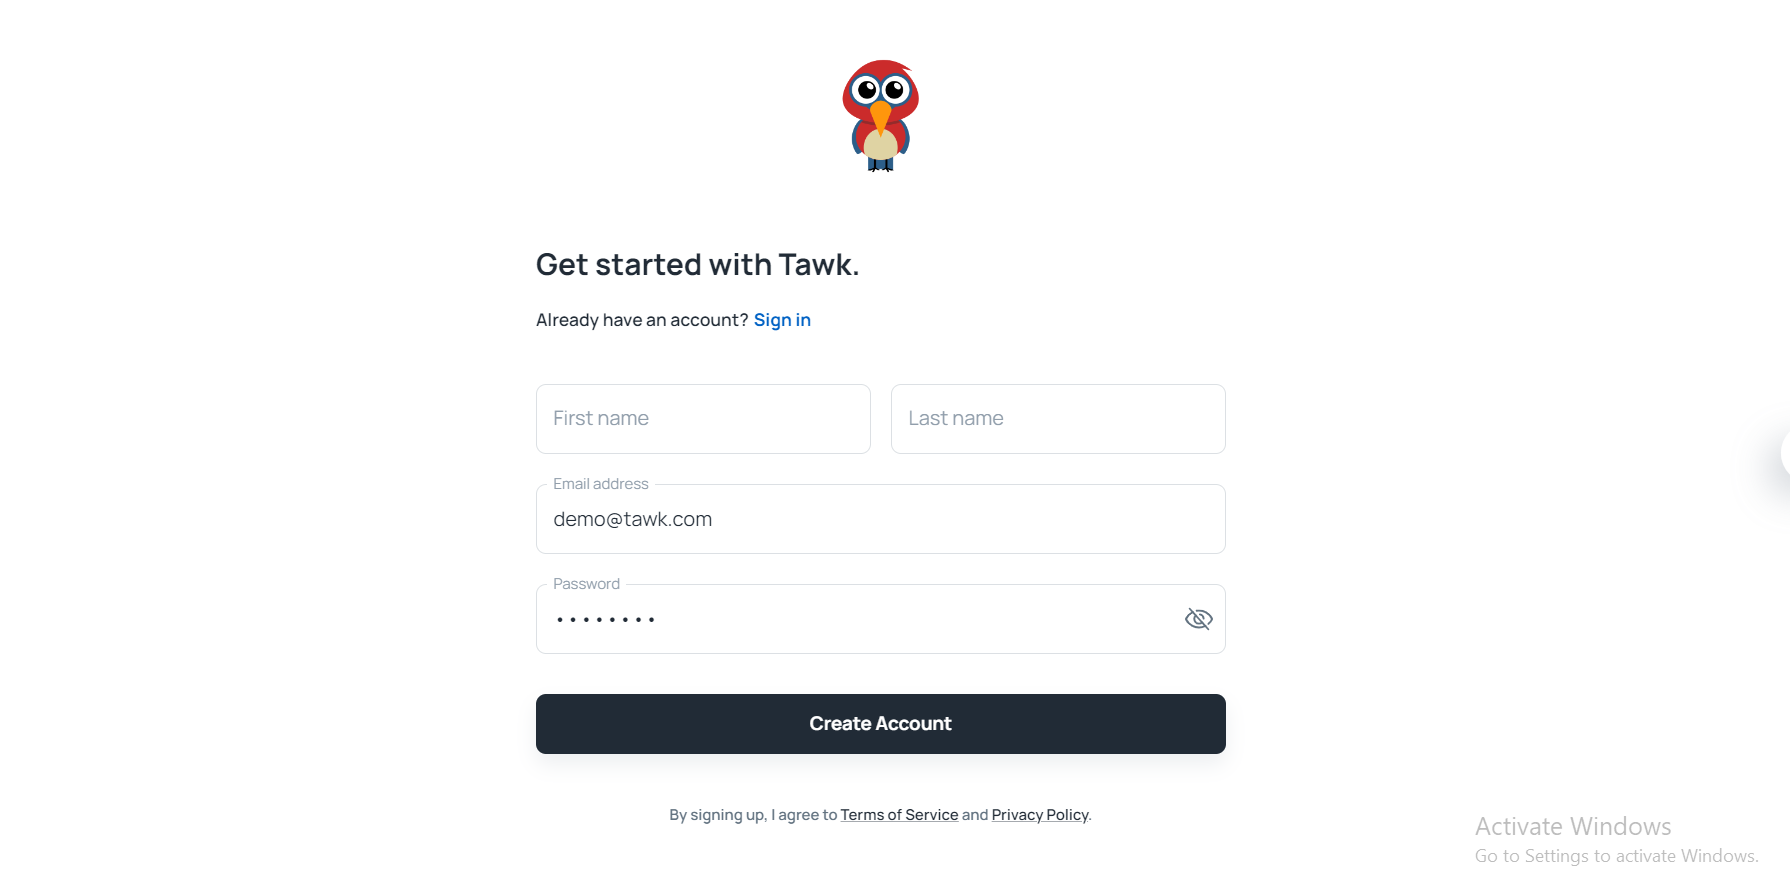 Get started with Tawk.
Already have an account? Sign in
First name
Last name
Email address
demo@tawk.com
Password
••••••••
Create Account
By signing up, I agree to Terms of Service and Privacy Policy.
Activate Windows
Go to Settings to activate Windows.